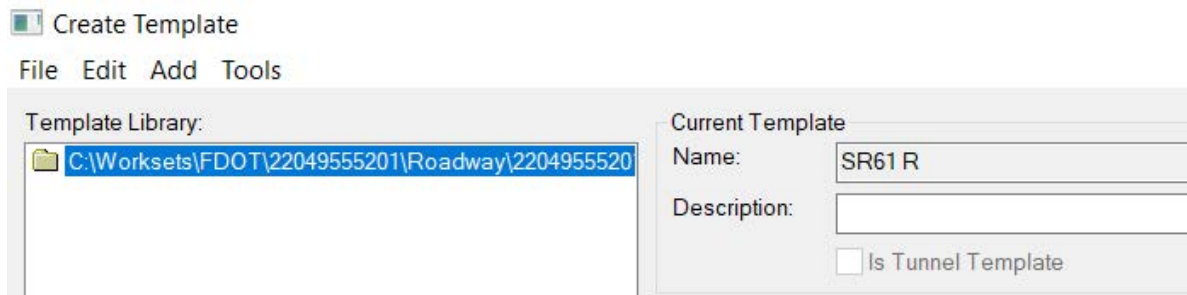 Create Template
File Edit Add Tools
Template Library:
C:\Worksets\FDOT\22049555201\Roadway\2204955520
Current Template
Name: SR61 R
Description:
Is Tunnel Template